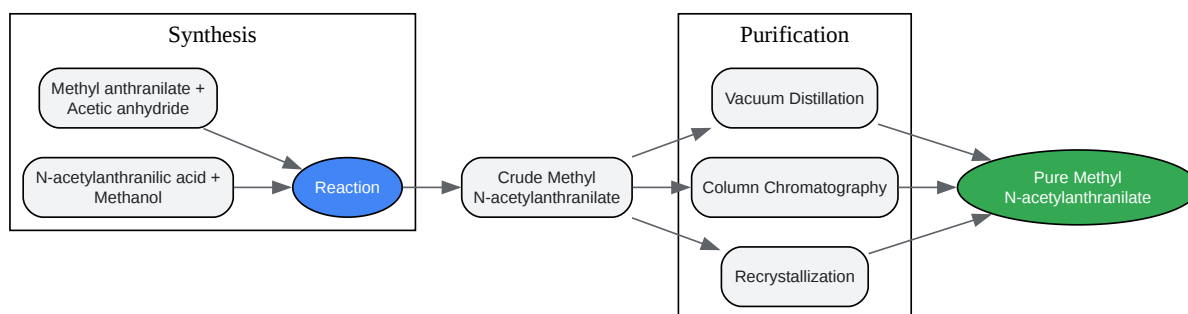 Synthesis
Methyl anthranilate +
Acetic anhydride
N-acetylanthranilic acid +
Methanol
Reaction
Crude Methyl
N-acetylanthranilate
Purification
Vacuum Distillation
Column Chromatography
Recrystallization
Pure Methyl
N-acetylanthranilate